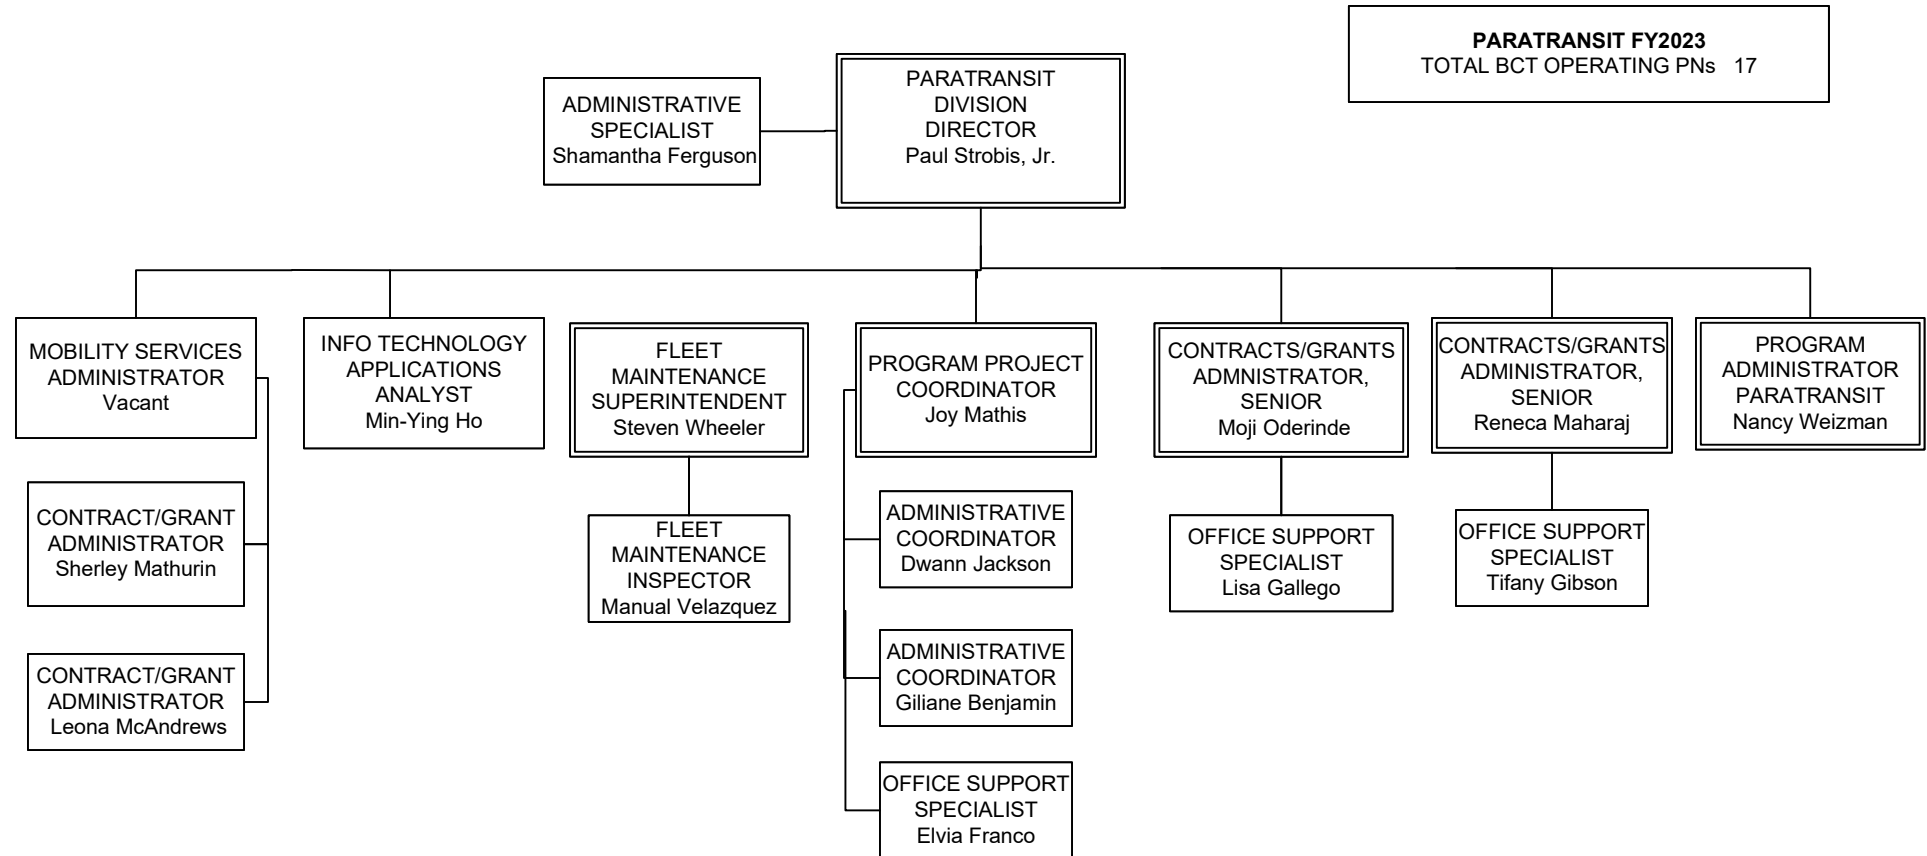 PARATRANSIT FY2023
TOTAL BCT OPERATING PNs 17
PARATRANSIT
DIVISION
DIRECTOR
Paul Strobis, Jr.
ADMINISTRATIVE
SPECIALIST
Shamantha Ferguson
MOBILITY SERVICES
ADMINISTRATOR
Vacant
CONTRACT/GRANT
ADMINISTRATOR
Sherley Mathurin
CONTRACT/GRANT
ADMINISTRATOR
Leona McAndrews
INFO TECHNOLOGY
APPLICATIONS
ANALYST
Min-Ying Ho
FLEET
MAINTENANCE
SUPERINTENDENT
Steven Wheeler
FLEET
MAINTENANCE
INSPECTOR
Manual Velazquez
PROGRAM PROJECT
COORDINATOR
Joy Mathis
ADMINISTRATIVE
COORDINATOR
Dwann Jackson
ADMINISTRATIVE
COORDINATOR
Giliane Benjamin
OFFICE SUPPORT
SPECIALIST
Elvia Franco
CONTRACTS/GRANTS
ADMNISTRATOR,
SENIOR
Moji Oderinde
OFFICE SUPPORT
SPECIALIST
Lisa Gallego
CONTRACTS/GRANTS
ADMINISTRATOR,
SENIOR
Reneca Maharaj
OFFICE SUPPORT
SPECIALIST
Tifany Gibson
PROGRAM
ADMINISTRATOR
PARATRANSIT
Nancy Weizman